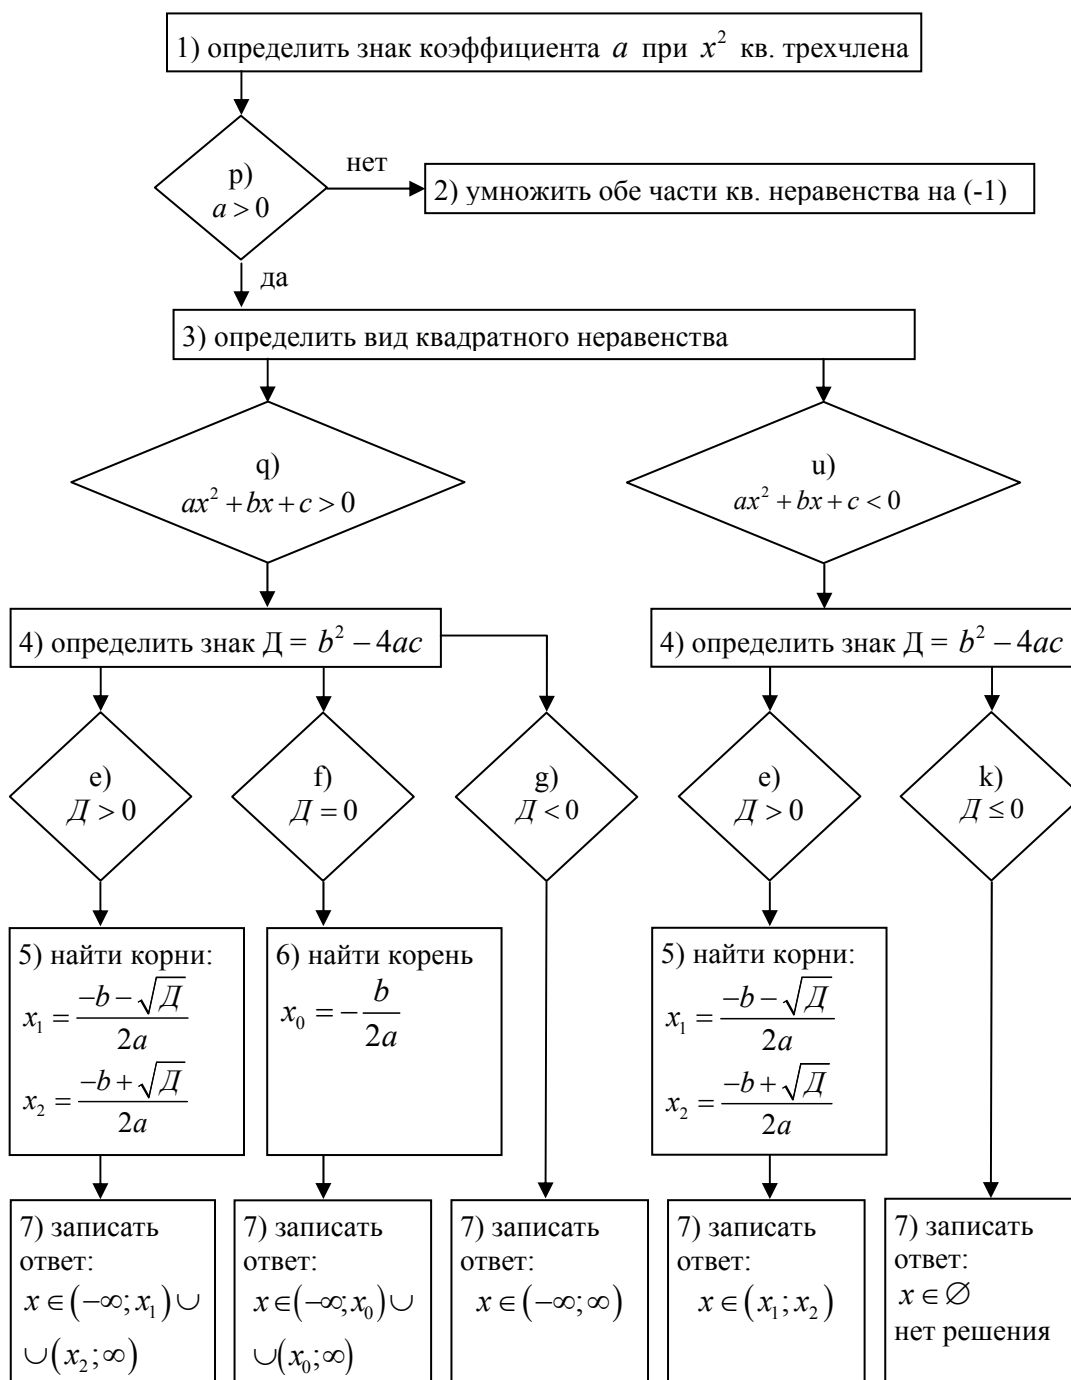 1) определить знак коэффициента a при x² кв. трехчлена
p)
a > 0
нет
2) умножить обе части кв. неравенства на (-1)
да
3) определить вид квадратного неравенства
q)
ax² + bx + c > 0
u)
ax² + bx + c < 0
4) определить знак Д = b² − 4ac
4) определить знак Д = b² − 4ac
e)
Д > 0
f)
Д = 0
g)
Д < 0
e)
Д > 0
k)
Д ≤ 0
5) найти корни:
x₁ = (−b − √Д) / 2a
x₂ = (−b + √Д) / 2a
6) найти корень
x₀ = − b / 2a
5) найти корни:
x₁ = (−b − √Д) / 2a
x₂ = (−b + √Д) / 2a
7) записать
ответ:
x ∈ (−∞; x₁) ∪
∪ (x₂; ∞)
7) записать
ответ:
x ∈ (−∞; x₀) ∪
∪ (x₀; ∞)
7) записать
ответ:
x ∈ (−∞; ∞)
7) записать
ответ:
x ∈ (x₁; x₂)
7) записать
ответ:
x ∈ ∅
нет решения